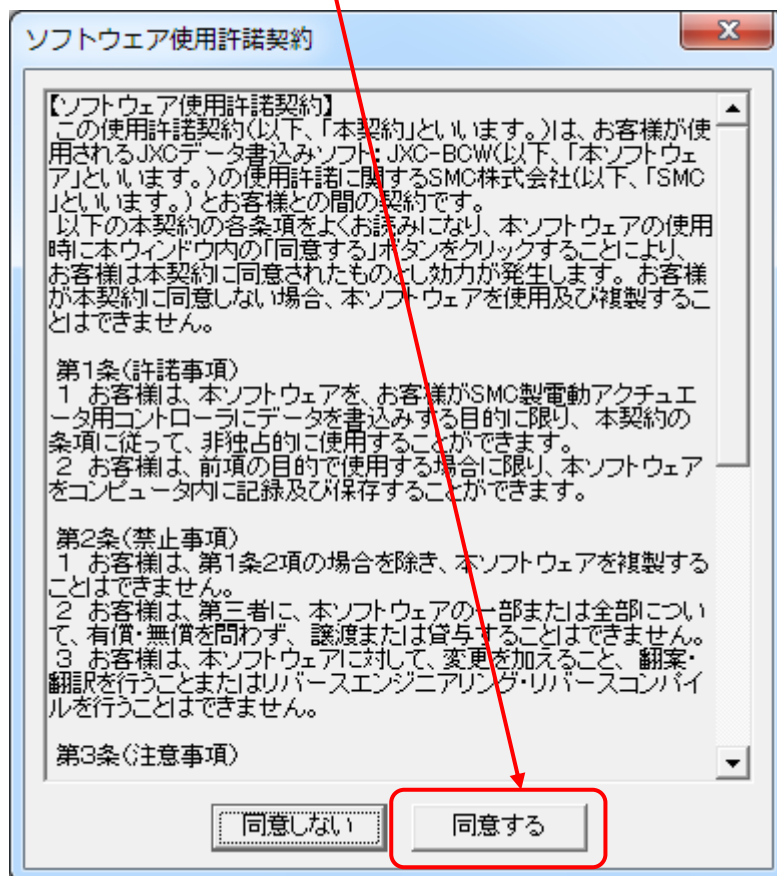 ソフトウェア使用許諾契約
【ソフトウェア使用許諾契約】
この使用許諾契約(以下、「本契約」といいます。)は、お客様が使
用されるJXCデータ書込みソフト：JXC-BCW(以下、「本ソフトウェ
ア」といいます。)の使用許諾に関するSMC株式会社(以下、「SMC
」といいます。)とお客様との間の契約です。
以下の本契約の各条項をよくお読みになり、本ソフトウェアの使用
時に本ウィンドウ内の「同意する」ボタンをクリックすることにより、
お客様は本契約に同意されたものとし効力が発生します。お客様
が本契約に同意しない場合、本ソフトウェアを使用及び複製するこ
とはできません。
第1条(許諾事項)
1 お客様は、本ソフトウェアを、お客様がSMC製電動アクチュエ
ータ用コントローラにデータを書込みする目的に限り、本契約の
条項に従って、非独占的に使用することができます。
2 お客様は、前項の目的で使用する場合に限り、本ソフトウェア
をコンピュータ内に記録及び保存することができます。
第2条(禁止事項)
1 お客様は、第1条2項の場合を除き、本ソフトウェアを複製する
ことはできません。
2 お客様は、第三者に、本ソフトウェアの一部または全部につい
て、有償・無償を問わず、譲渡または貸与することはできません。
3 お客様は、本ソフトウェアに対して、変更を加えること、翻案・
翻訳を行うことまたはリバースエンジニアリング・リバースコンパイ
ルを行うことはできません。
第3条(注意事項)
同意しない
同意する